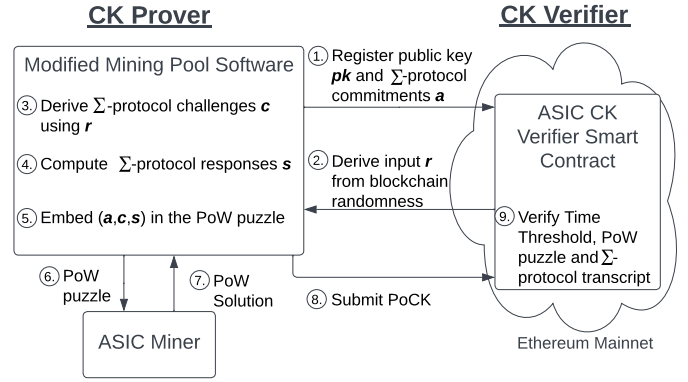 CK Prover
CK Verifier
Modified Mining Pool Software
1. Register public key
pk and ∑-protocol
commitments a
3. Derive ∑-protocol challenges c
using r
4. Compute ∑-protocol responses s
5. Embed (a,c,s) in the PoW puzzle
2. Derive input r
from blockchain
randomness
ASIC CK
Verifier Smart
Contract
9. Verify Time
Threshold, PoW
puzzle and ∑-
protocol transcript
6. PoW
puzzle
7. PoW
Solution
8. Submit PoCK
ASIC Miner
Ethereum Mainnet